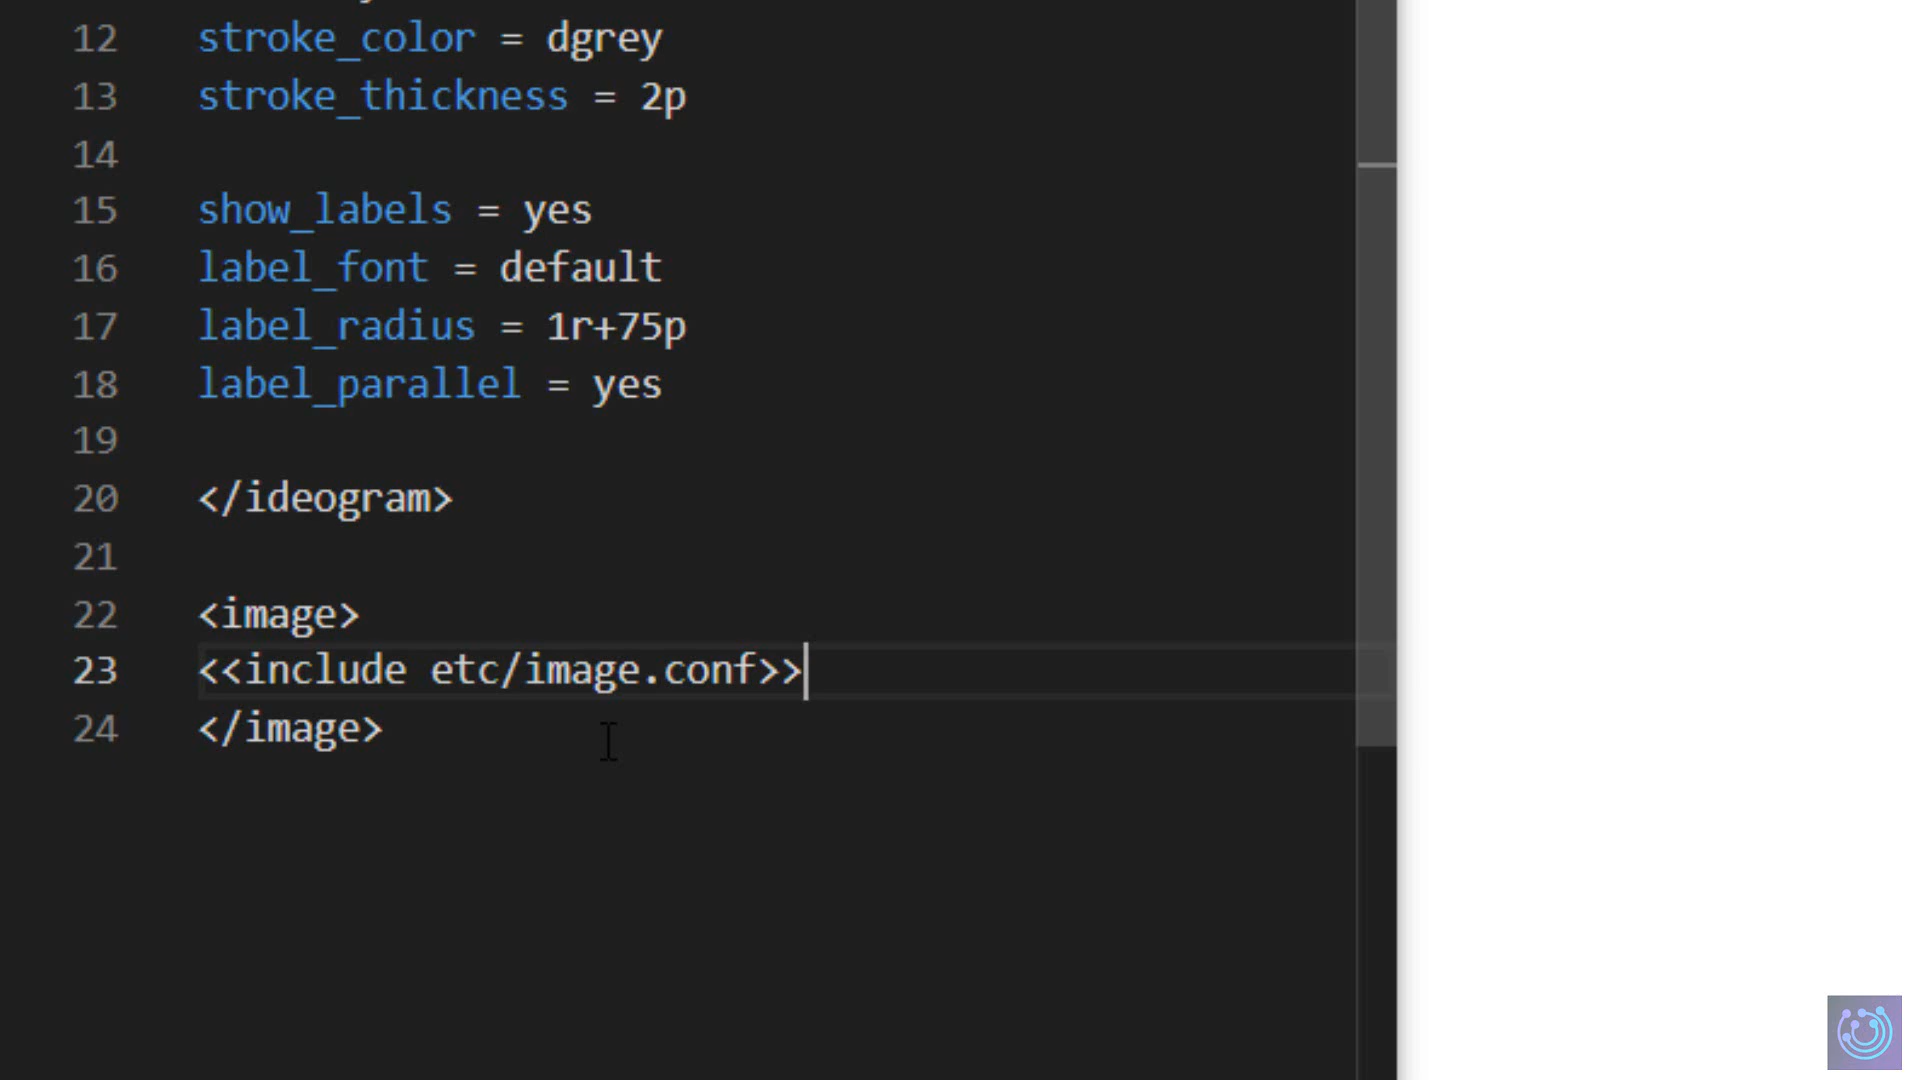 12 stroke_color = dgrey
13 stroke_thickness = 2p
14
15 show_labels = yes
16 label_font = default
17 label_radius = 1r+75p
18 label_parallel = yes
19
20 </ideogram>
21
22 <image>
23 <<include etc/image.conf>>
24 </image>